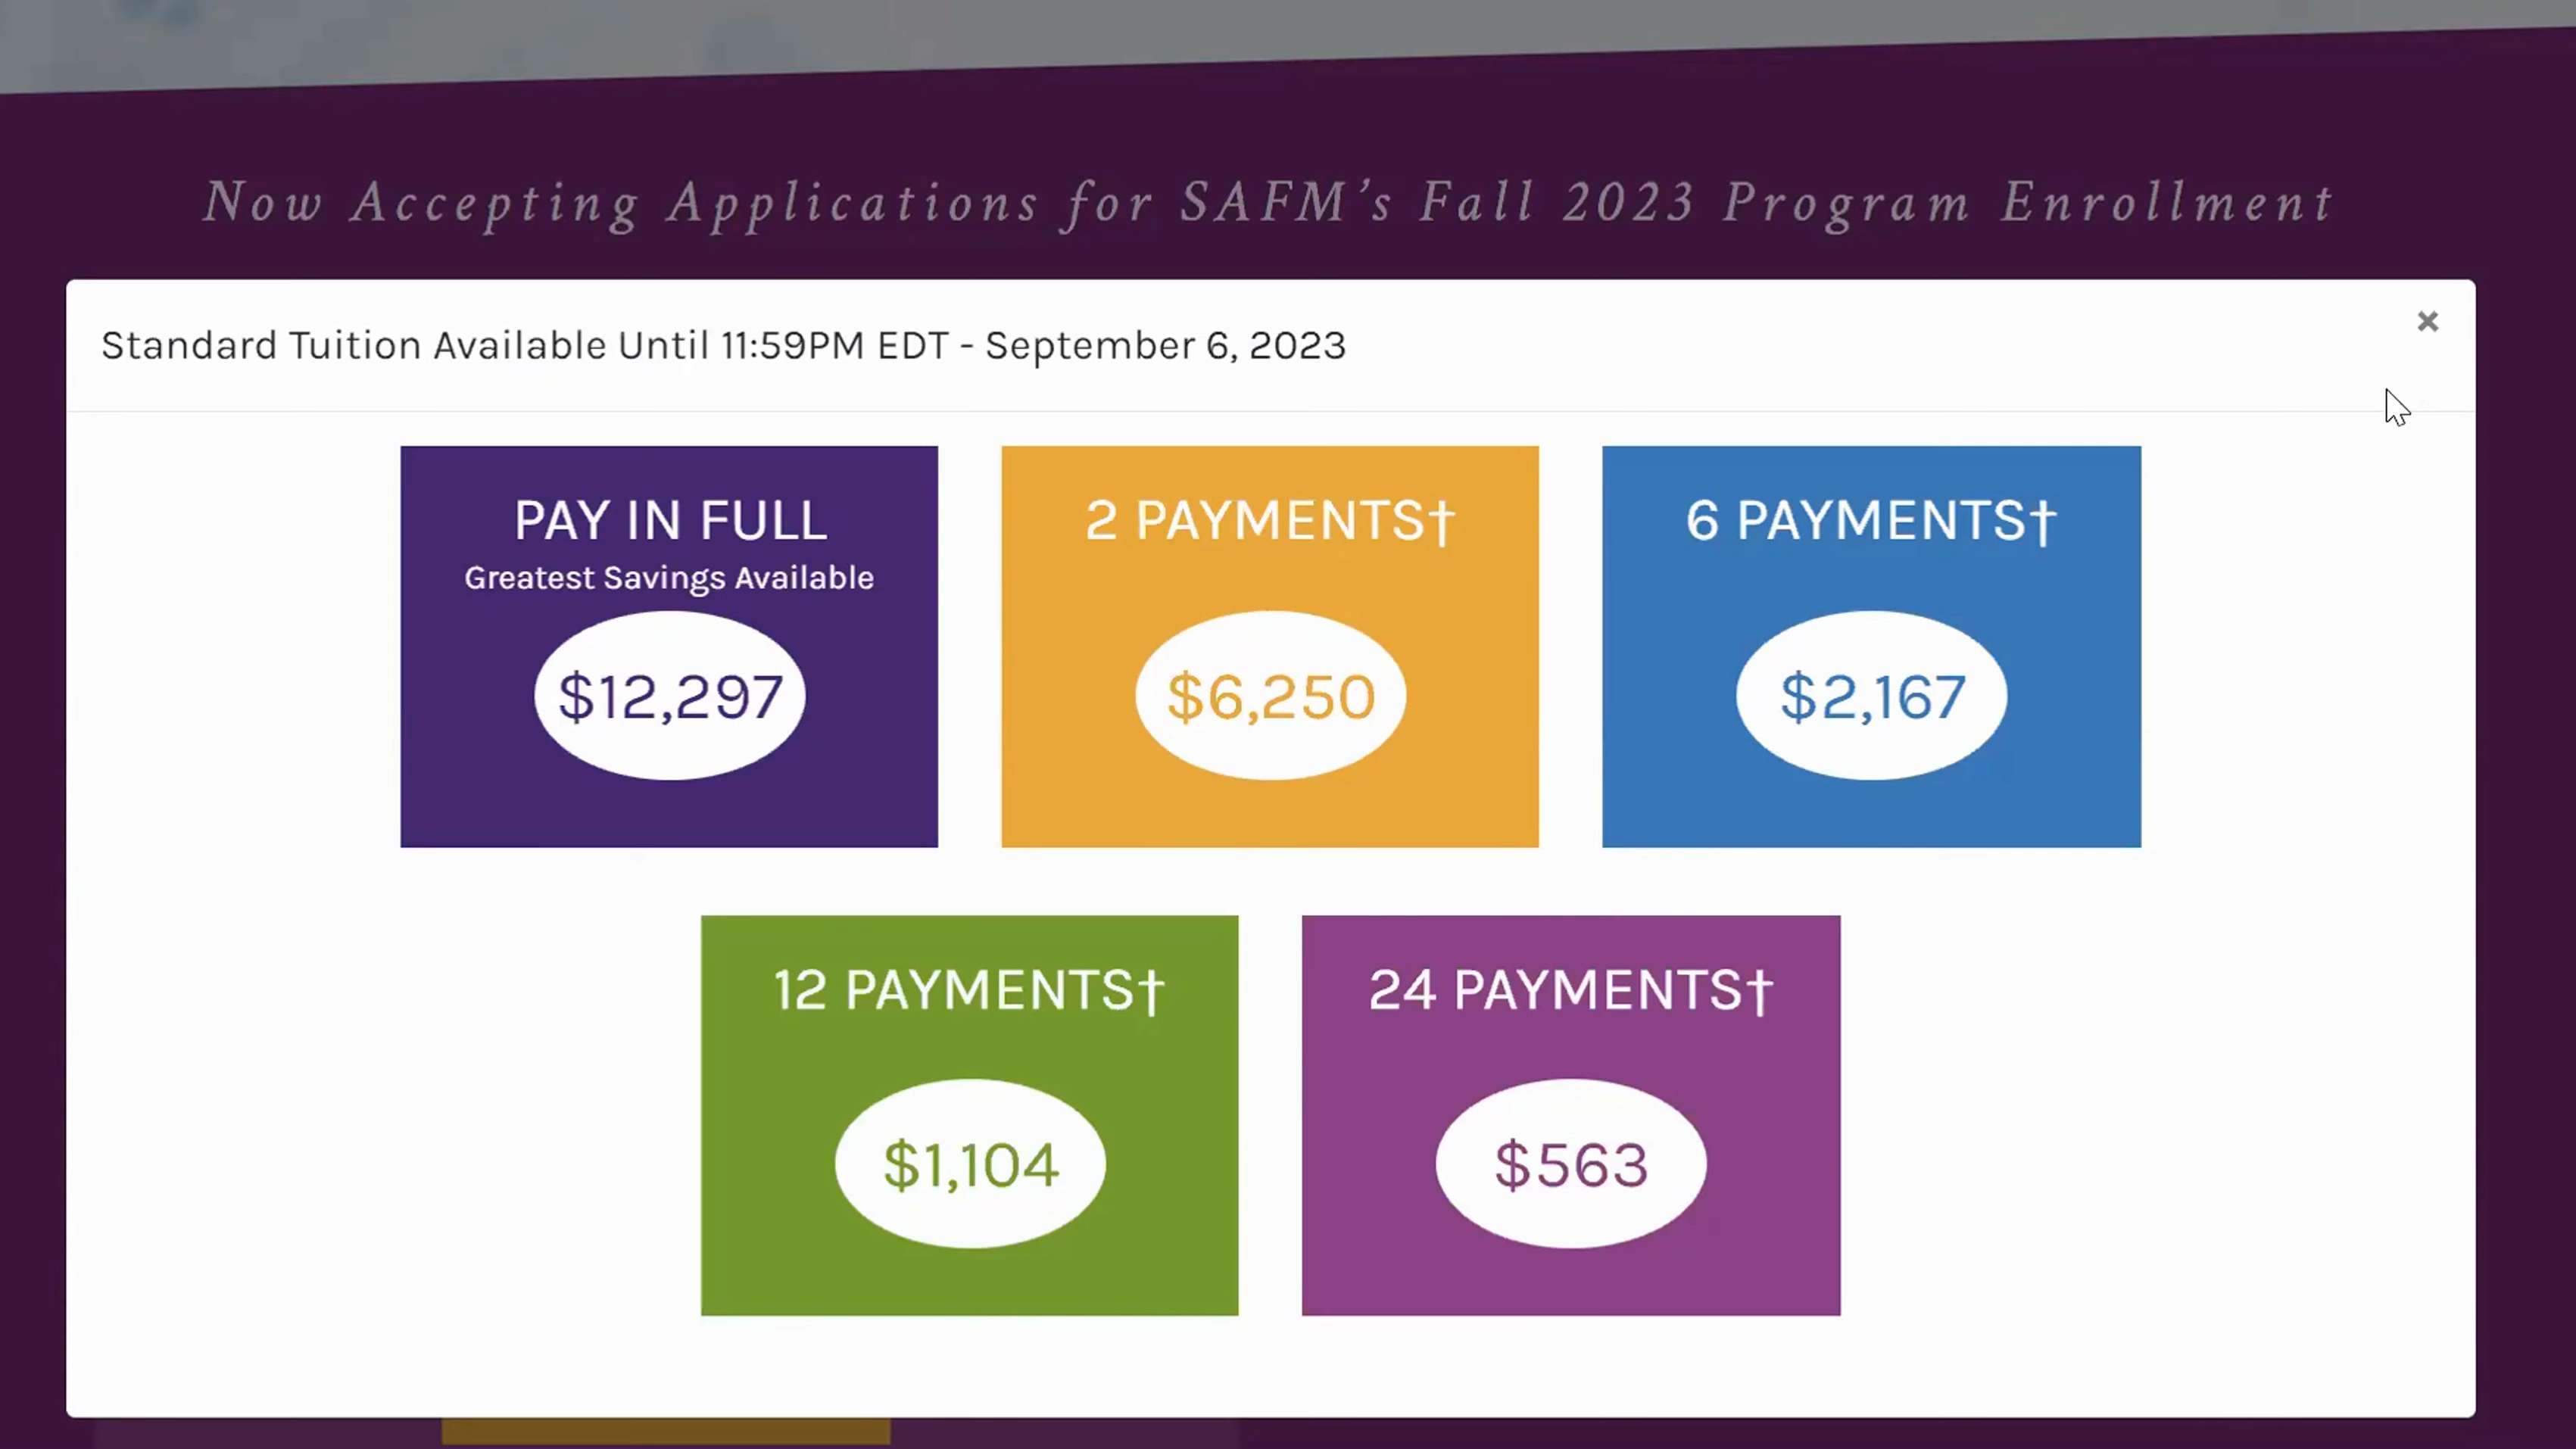 Now Accepting Applications for SAFM’s Fall 2023 Program Enrollment
Standard Tuition Available Until 11:59PM EDT - September 6, 2023
×
PAY IN FULL
Greatest Savings Available
$12,297
2 PAYMENTS†
$6,250
6 PAYMENTS†
$2,167
12 PAYMENTS†
$1,104
24 PAYMENTS†
$563